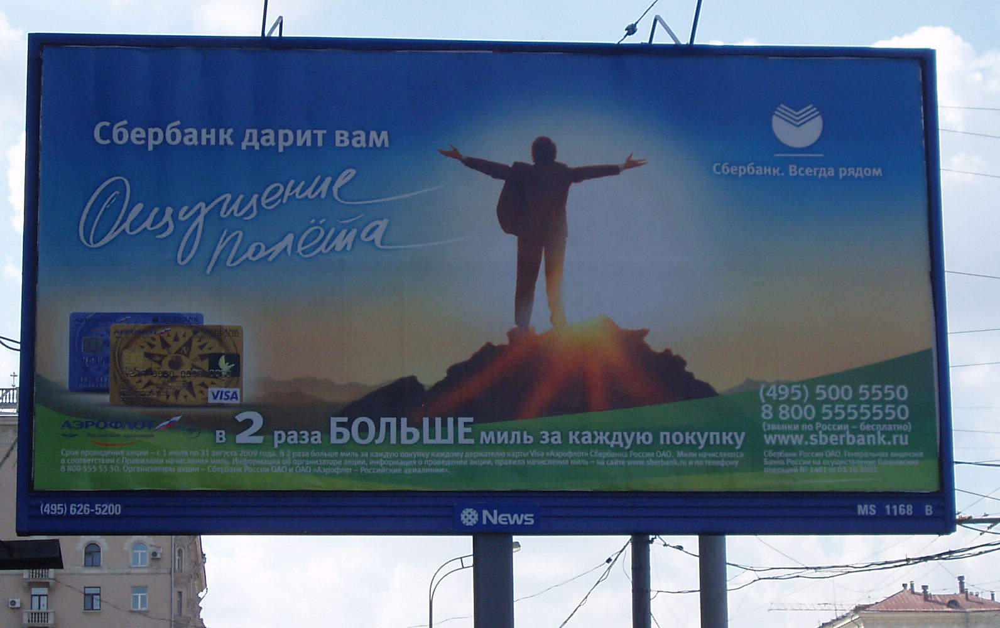 Сбербанк дарит вам
Ощущение
полёта
Сбербанк. Всегда рядом
АЭРОФЛОТ
SBERBANK
VISA
АЭРОФЛОТ
Российские авиалинии
в 2 раза БОЛЬШЕ миль за каждую покупку
(495) 500 5550
8 800 5555550
(звонки по России – бесплатно)
www.sberbank.ru
Срок проведения акции – с 1 июля по 31 августа 2009 года. В 2 раза больше миль за каждую покупку каждому держателю карты Visa «Аэрофлот» Сбербанка России ОАО. Мили начисляются
в соответствии с Правилами начисления миль. Информация об организаторе акции, информация о проведении акции, правила начисления миль – на сайте www.sberbank.ru и по телефону
8 800 555 55 50. Организаторы акции – Сбербанк России ОАО и ОАО «Аэрофлот – Российские авиалинии».
Сбербанк России ОАО. Генеральная лицензия
Банка России на осуществление банковских
операций № 1481 от 03.10.2002.
(495) 626-5200
News
MS 1168 B